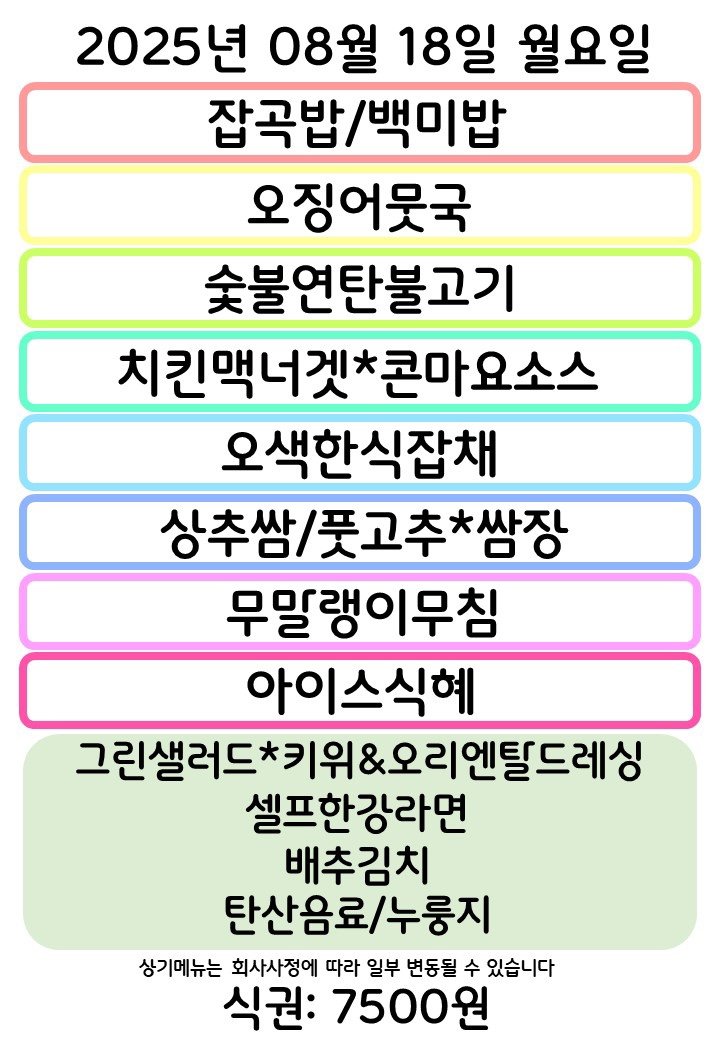 2025년 08월 18일 월요일
잡곡밥/백미밥
오징어뭇국
숯불연탄불고기
치킨맥너겟*콘마요소스
오색한식잡채
상추쌈/풋고추*쌈장
무말랭이무침
아이스식혜
그린샐러드*키위&오리엔탈드레싱
셀프한강라면
배추김치
탄산음료/누룽지
상기메뉴는 회사사정에 따라 일부 변동될 수 있습니다
식권: 7500원